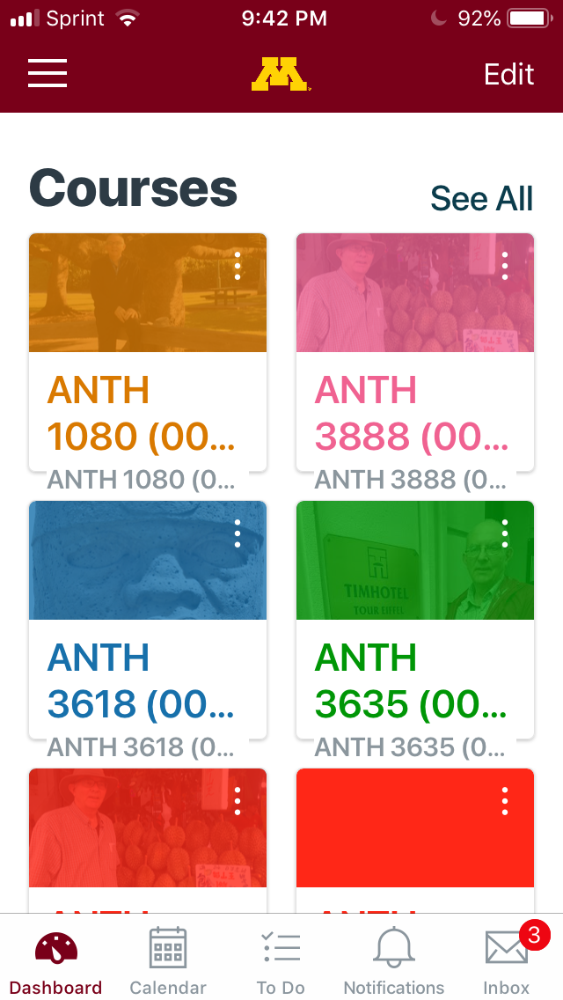 Sprint 9:42 PM 92%
M Edit
Courses See All
ANTH
1080 (00...
ANTH 1080 (0...
ANTH
3888 (00...
ANTH 3888 (0...
TIMHOTEL
TOUR EIFFEL
ANTH
3618 (00...
ANTH 3618 (0...
ANTH
3635 (00...
ANTH 3635 (0...
ANTH
ANTH
3
Dashboard Calendar To Do Notifications Inbox